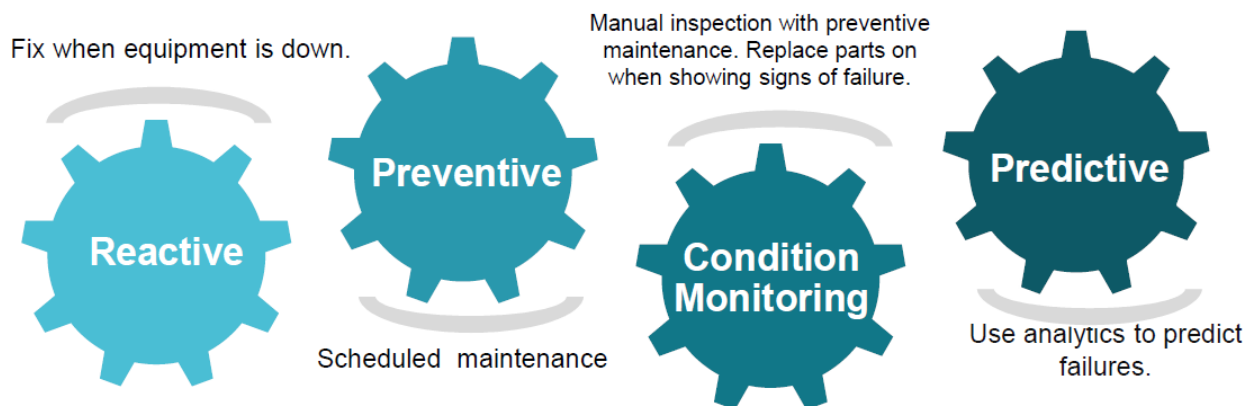 Fix when equipment is down.
Reactive
Preventive
Scheduled maintenance
Manual inspection with preventive
maintenance. Replace parts on
when showing signs of failure.
Condition
Monitoring
Predictive
Use analytics to predict
failures.